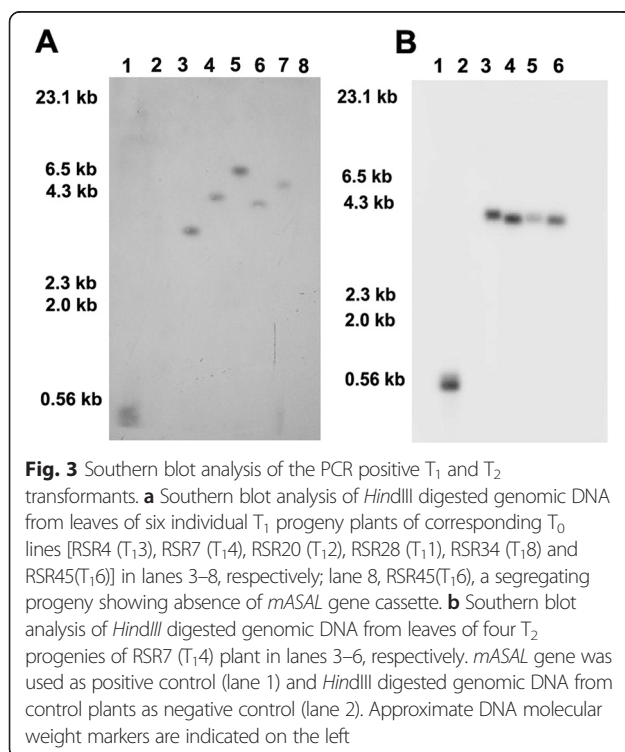 A B
1 2 3 4 5 6 7 8 1 2 3 4 5 6
23.1 kb 23.1 kb
6.5 kb 6.5 kb
4.3 kb 4.3 kb
2.3 kb 2.3 kb
2.0 kb 2.0 kb
0.56 kb 0.56 kb
Fig. 3 Southern blot analysis of the PCR positive T₁ and T₂
transformants. a Southern blot analysis of HindIII digested genomic DNA
from leaves of six individual T₁ progeny plants of corresponding T₀
lines [RSR4 (T₁3), RSR7 (T₁4), RSR20 (T₁2), RSR28 (T₁1), RSR34 (T₁8) and
RSR45(T₁6)] in lanes 3–8, respectively; lane 8, RSR45(T₁6), a segregating
progeny showing absence of mASAL gene cassette. b Southern blot
analysis of HindIII digested genomic DNA from leaves of four T₂
progenies of RSR7 (T₁4) plant in lanes 3–6, respectively. mASAL gene was
used as positive control (lane 1) and HindIII digested genomic DNA from
control plants as negative control (lane 2). Approximate DNA molecular
weight markers are indicated on the left